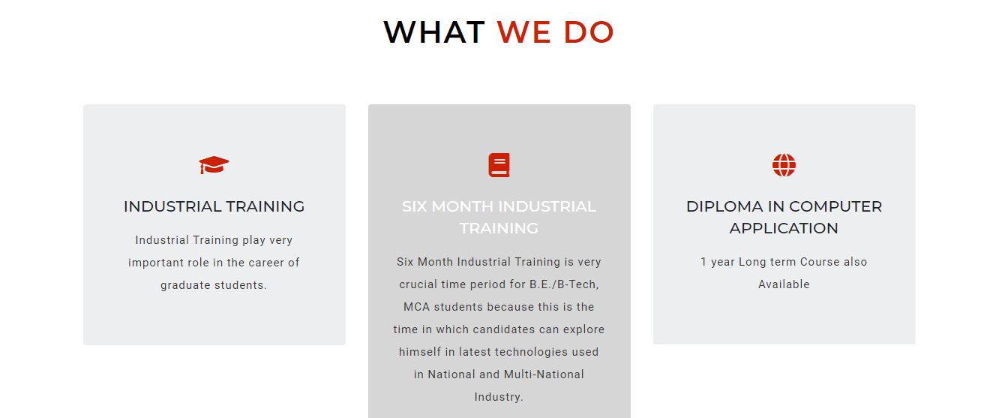 WHAT WE DO
INDUSTRIAL TRAINING
Industrial Training play very
important role in the career of
graduate students.
SIX MONTH INDUSTRIAL
TRAINING
Six Month Industrial Training is very
crucial time period for B.E./B-Tech,
MCA students because this is the
time in which candidates can explore
himself in latest technologies used
in National and Multi-National
Industry.
DIPLOMA IN COMPUTER
APPLICATION
1 year Long term Course also
Available